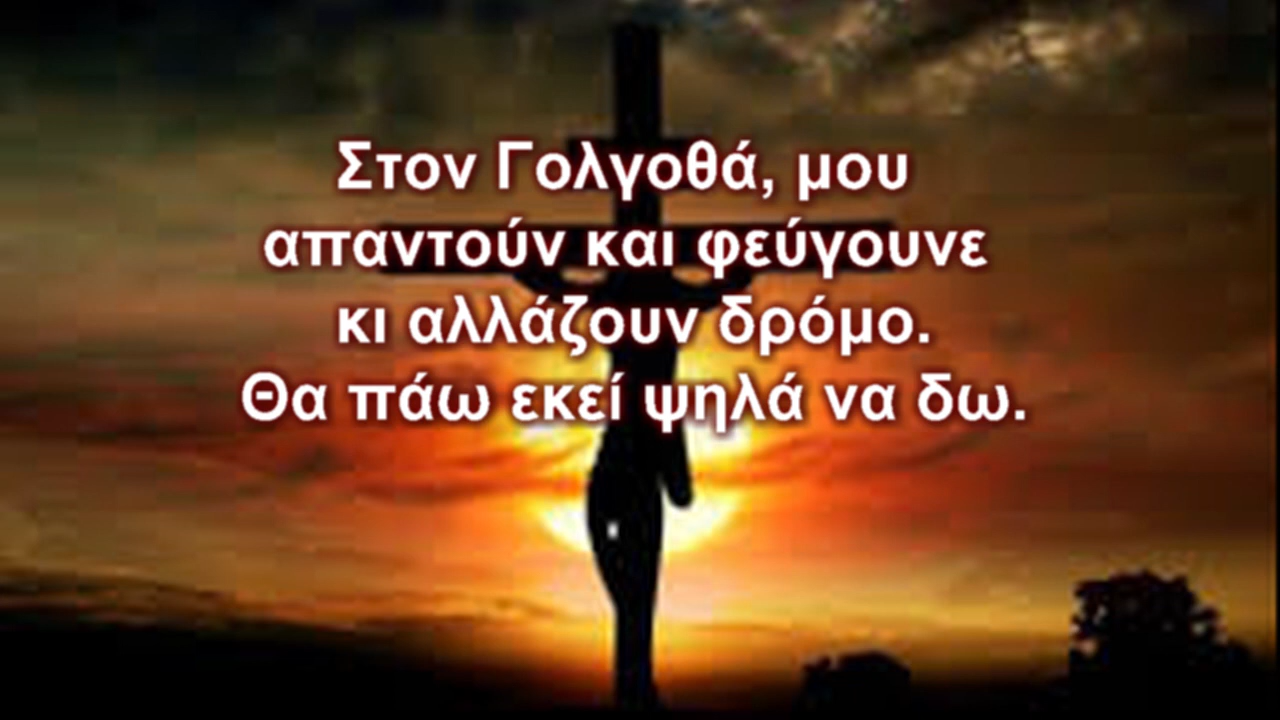 Στον Γολγοθά, μου
απαντούν και φεύγουνε
κι αλλάζουν δρόμο.
Θα πάω εκεί ψηλά να δω.